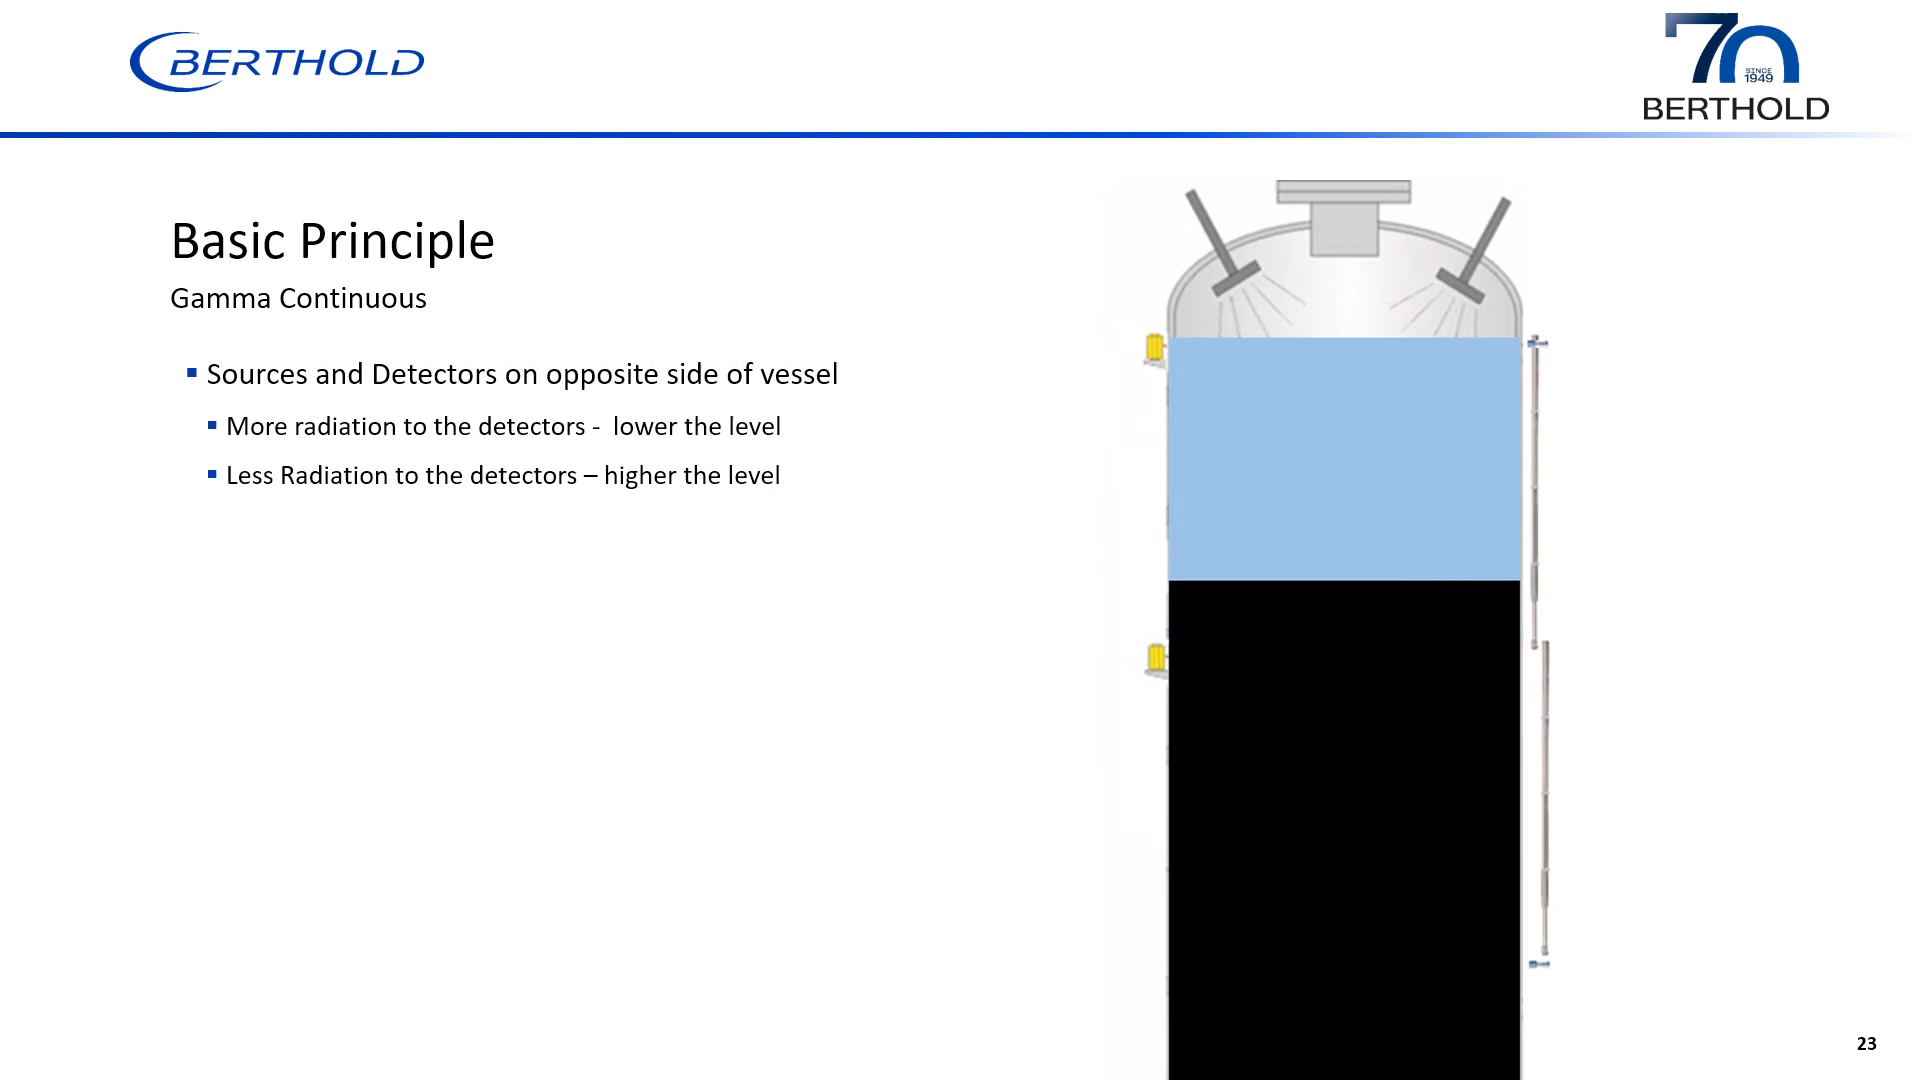 BERTHOLD
70
SINCE
1949
BERTHOLD
Basic Principle
Gamma Continuous
Sources and Detectors on opposite side of vessel
More radiation to the detectors -  lower the level
Less Radiation to the detectors – higher the level
23